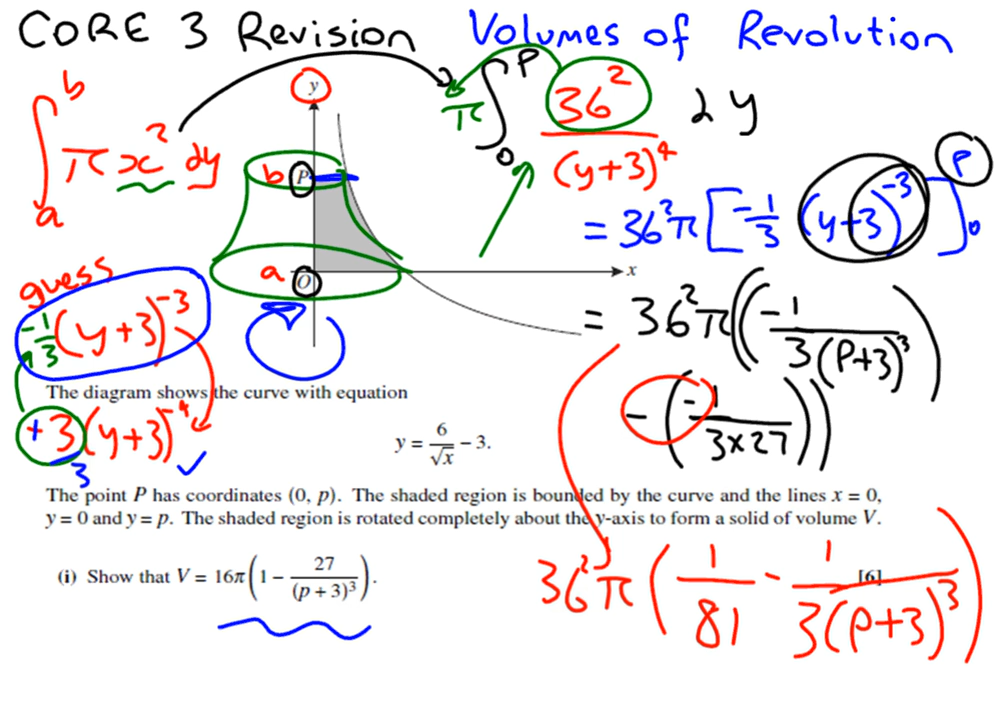 CORE 3 Revision Volumes of Revolution
∫_a^b πx² dy
π ∫_0^P 36²/(y+3)⁴ dy
= 36²π [-1/3 (y+3)⁻³]_0^P
= 36²π((-1/3(P+3)³)
- (-1/3×27))
36²π(1/81 - 1/3(P+3)³)
y
b P
a O
x
guess
-1/3 (y+3)⁻³
+3(y+3)⁻⁴
3
The diagram shows the curve with equation
y = 6/√x − 3.
The point P has coordinates (0, p). The shaded region is bounded by the curve and the lines x = 0,
y = 0 and y = p. The shaded region is rotated completely about the y-axis to form a solid of volume V.
(i) Show that V = 16π(1 − 27/(p + 3)³). [6]